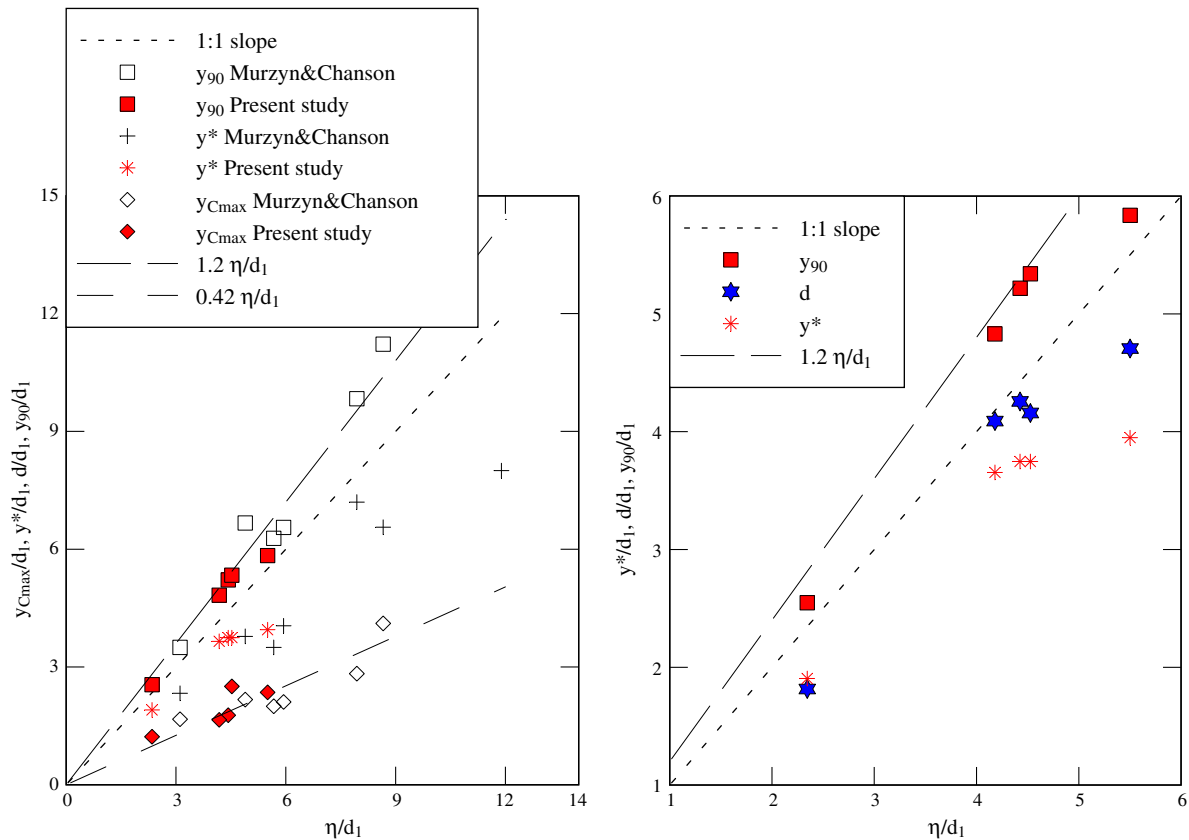 1:1 slope
y90 Murzyn&Chanson
y90 Present study
y* Murzyn&Chanson
y* Present study
yCmax Murzyn&Chanson
yCmax Present study
1.2 η/d1
0.42 η/d1
15
12
9
6
3
0
0 3 6 9 12 14
η/d1
yCmax/d1, y*/d1, d/d1, y90/d1
1:1 slope
y90
d
y*
1.2 η/d1
6
5
4
3
2
1
1 2 3 4 5 6
η/d1
y*/d1, d/d1, y90/d1